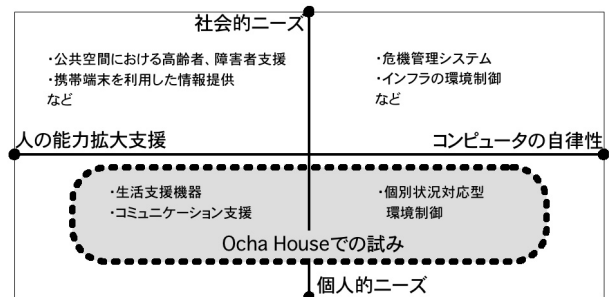 社会的ニーズ
・公共空間における高齢者、障害者支援
・携帯端末を利用した情報提供
など
・危機管理システム
・インフラの環境制御
など
人の能力拡大支援
コンピュータの自律性
・生活支援機器
・コミュニケーション支援
・個別状況対応型
環境制御
Ocha Houseでの試み
個人的ニーズ